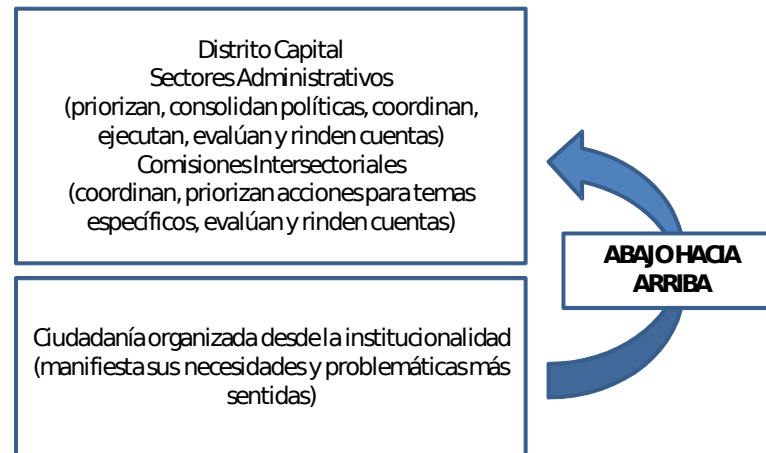 Distrito Capital
Sectores Administrativos
(priorizan, consolidan políticas, coordinan,
ejecutan, evalúan y rinden cuentas)
Comisiones Intersectoriales
(coordinan, priorizan acciones para temas
específicos, evalúan y rinden cuentas)
ABAJO HACIA
ARRIBA
Ciudadanía organizada desde la institucionalidad
(manifiesta sus necesidades y problemáticas más
sentidas)